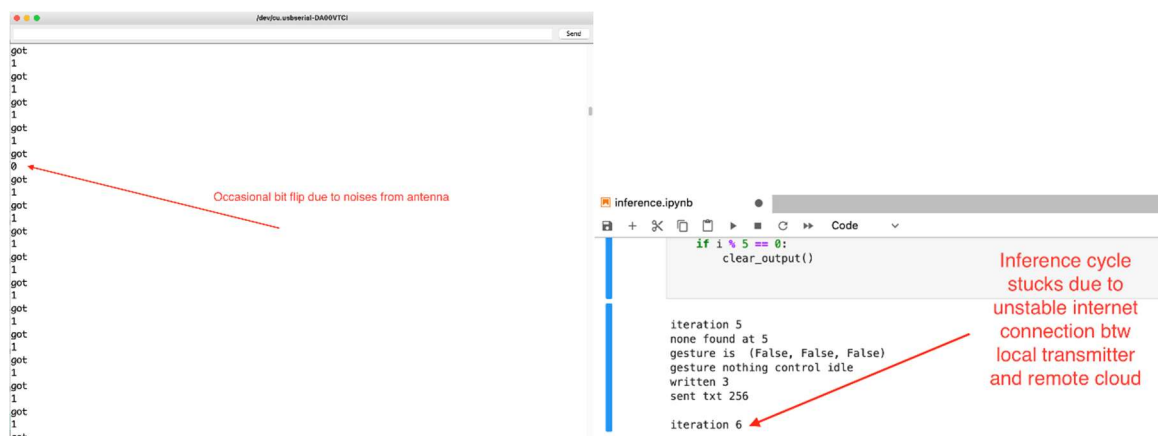 /dev/cu.usbserial-DA00VTCI
Send
got
1
got
1
got
1
got
1
got
0
got
1
got
1
got
1
got
1
got
1
got
1
got
1
got
1
got
1
got
1
Occasional bit flip due to noises from antenna
inference.ipynb
Code
if i % 5 == 0:
clear_output()
iteration 5
none found at 5
gesture is (False, False, False)
gesture nothing control idle
written 3
sent txt 256
iteration 6
Inference cycle
stucks due to
unstable internet
connection btw
local transmitter
and remote cloud